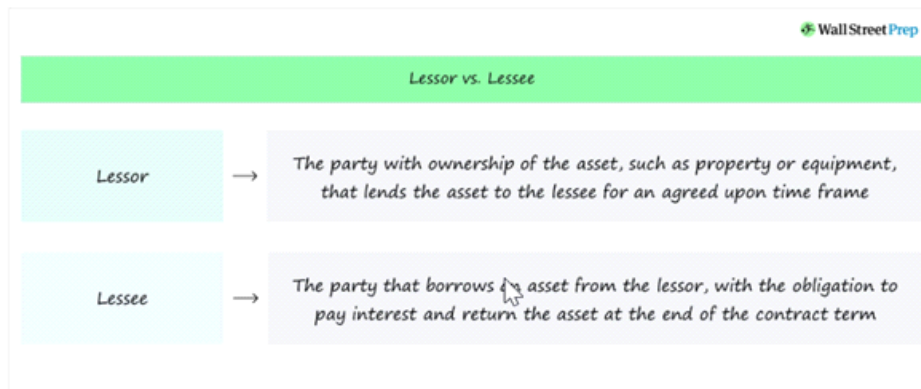 Wall Street Prep
Lessor vs. Lessee
Lessor
The party with ownership of the asset, such as property or equipment,
that lends the asset to the lessee for an agreed upon time frame
Lessee
The party that borrows an asset from the lessor, with the obligation to
pay interest and return the asset at the end of the contract term